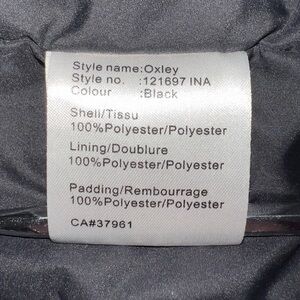 Style name:Oxley
Style no. :121697 INA
Colour :Black
Shell/Tissu
100%Polyester/Polyester
Lining/Doublure
100%Polyester/Polyester
Padding/Rembourrage
100%Polyester/Polyester
CA#37961